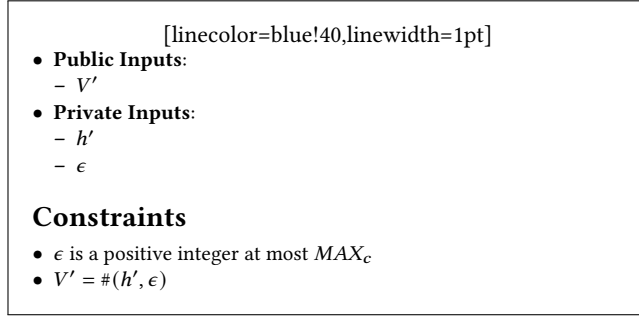 [linecolor=blue!40,linewidth=1pt]
• Public Inputs:
– V′
• Private Inputs:
– h′
– ϵ
Constraints
• ϵ is a positive integer at most MAX_c
• V′ = #(h′, ϵ)